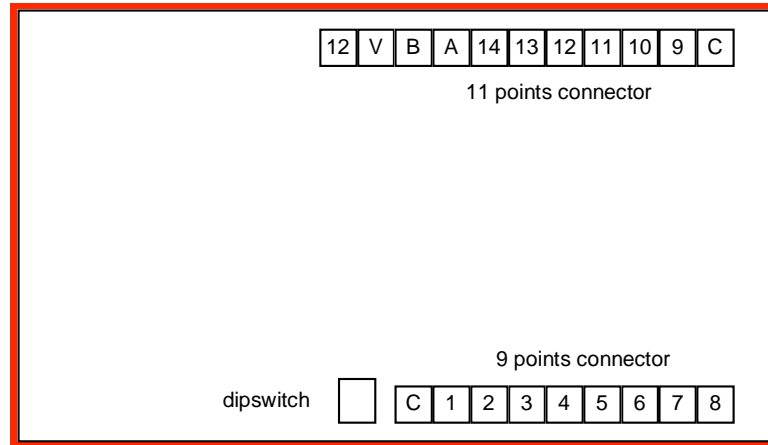 12 V B A 14 13 12 11 10 9 C
11 points connector
9 points connector
dipswitch C 1 2 3 4 5 6 7 8